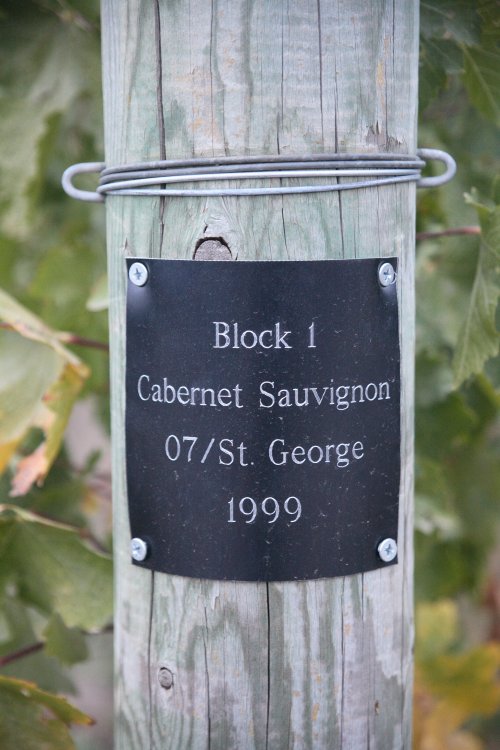 Block 1
Cabernet Sauvignon
07/St. George
1999